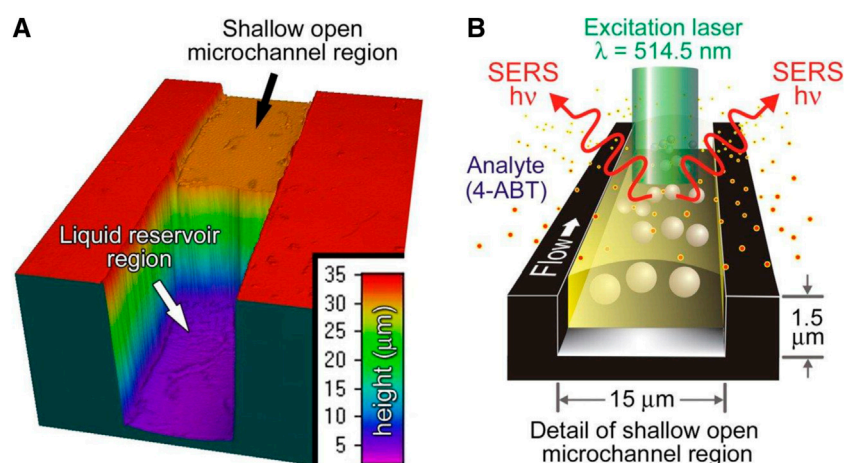 A
Shallow open
microchannel region
Liquid reservoir
region
35
30
25
20
15
10
5
height (μm)
B
Excitation laser
λ = 514.5 nm
SERS
hν
SERS
hν
Analyte
(4-ABT)
Flow
1.5
μm
15 μm
Detail of shallow open
microchannel region